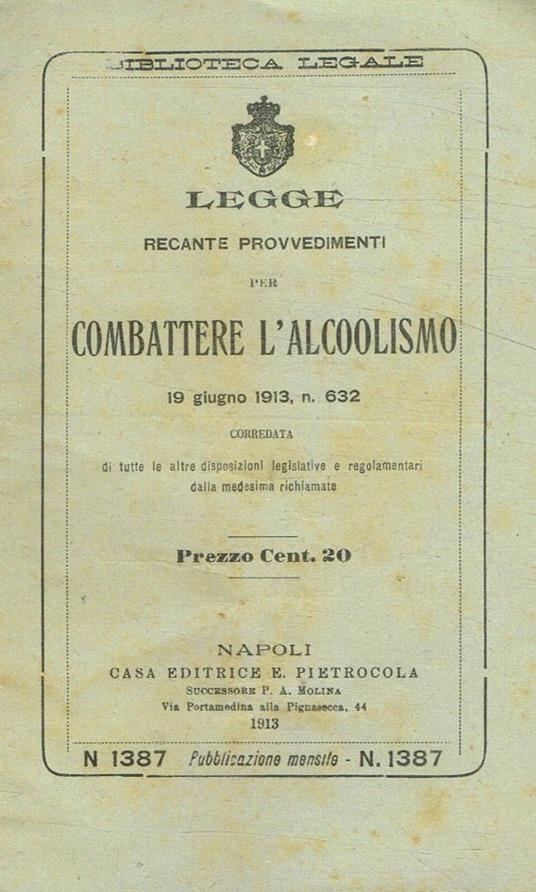 BIBLIOTECA LEGALE
LEGGE
RECANTE PROVVEDIMENTI
PER
COMBATTERE L'ALCOOLISMO
19 giugno 1913, n. 632
CORREDATA
di tutte le altre disposizioni legislative e regolamentari
dalla medesima richiamate
Prezzo Cent. 20
NAPOLI
CASA EDITRICE E. PIETROCOLA
SUCCESSORE P. A. MOLINA
Via Portamedina alla Pignasecca, 44
1913
N 1387 Pubblicazione mensile - N. 1387